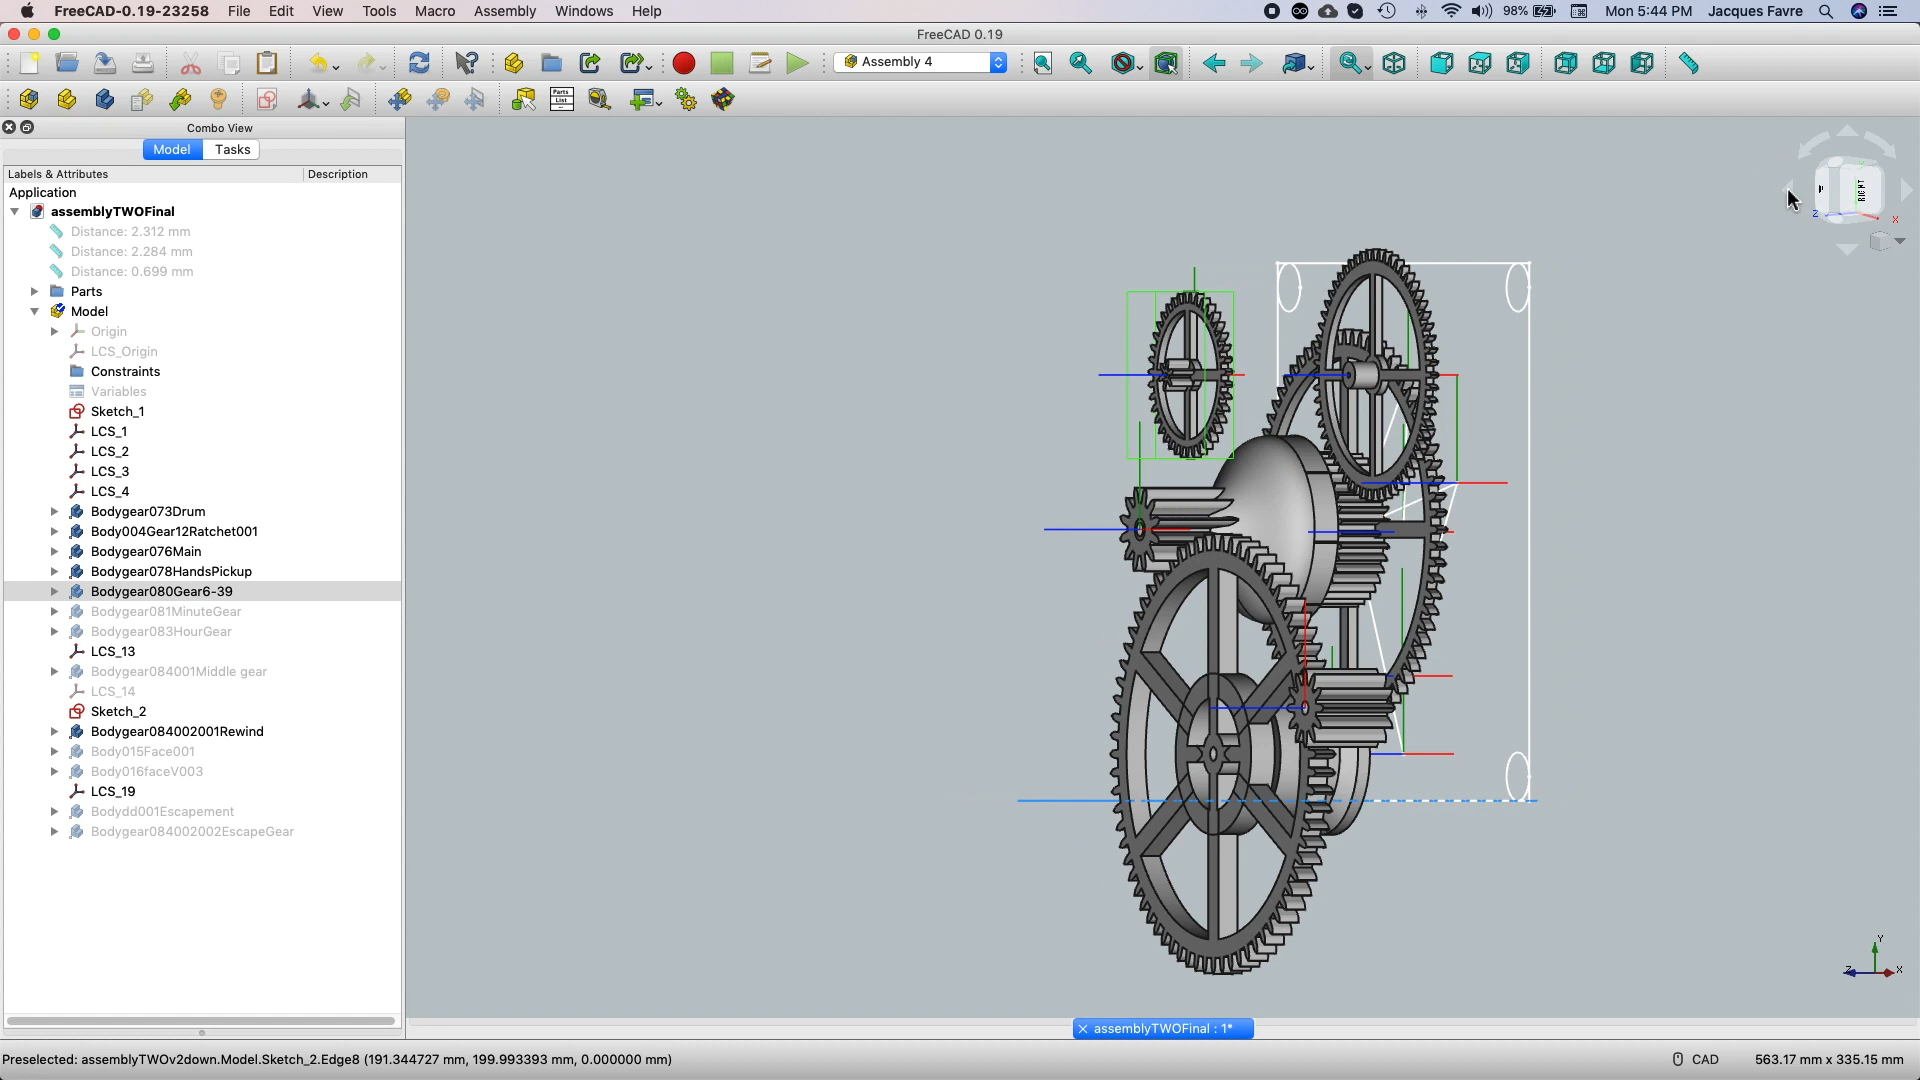 FreeCAD-0.19-23258 File Edit View Tools Macro Assembly Windows Help 98% Mon 5:44 PM Jacques Favre
FreeCAD 0.19
Assembly 4
Parts List
Combo View
Model Tasks
Labels & Attributes Description
Application
assemblyTWOFinal
Distance: 2.312 mm
Distance: 2.284 mm
Distance: 0.699 mm
Parts
Model
Origin
LCS_Origin
Constraints
Variables
Sketch_1
LCS_1
LCS_2
LCS_3
LCS_4
Bodygear073Drum
Body004Gear12Ratchet001
Bodygear076Main
Bodygear078HandsPickup
Bodygear080Gear6-39
Bodygear081MinuteGear
Bodygear083HourGear
LCS_13
Bodygear084001Middle gear
LCS_14
Sketch_2
Bodygear084002001Rewind
Body015Face001
Body016faceV003
LCS_19
Bodydd001Escapement
Bodygear084002002EscapeGear
RIGHT
Z X
Y
Z X
assemblyTWOFinal : 1*
Preselected: assemblyTWOv2down.Model.Sketch_2.Edge8 (191.344727 mm, 199.993393 mm, 0.000000 mm) CAD 563.17 mm x 335.15 mm